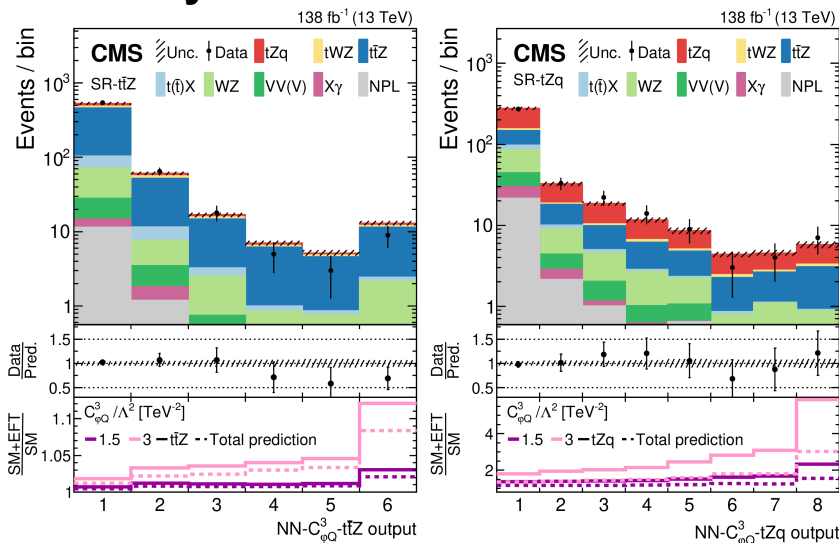 138 fb⁻¹ (13 TeV)
CMS
Unc. Data tZq tWZ tt̄Z
SR-tt̄Z
t(t̄)X WZ VV(V) Xγ NPL
Events / bin
10³
10²
10
1
Data
Pred.
1.5
1
0.5
SM+EFT
SM
C³φQ/Λ² [TeV⁻²]
1.5 3 tt̄Z Total prediction
1.1
1.05
1
1 2 3 4 5 6
NN-C³φQ-tt̄Z output
138 fb⁻¹ (13 TeV)
CMS
Unc. Data tZq tWZ tt̄Z
SR-tZq
t(t̄)X WZ VV(V) Xγ NPL
Events / bin
10³
10²
10
1
Data
Pred.
1.5
1
0.5
SM+EFT
SM
C³φQ/Λ² [TeV⁻²]
1.5 3 tZq Total prediction
6
4
2
1 2 3 4 5 6 7 8
NN-C³φQ-tZq output